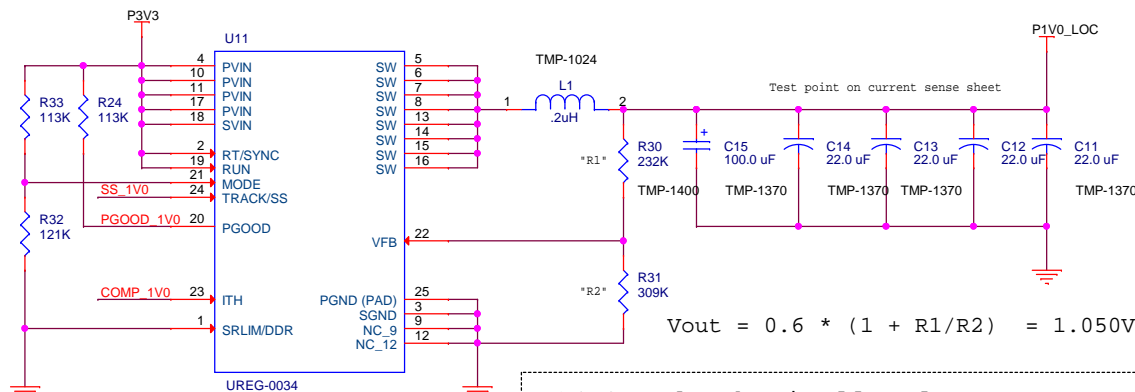 P3V3
U11
P1V0_LOC
TMP-1024
L1
.2uH
1
2
Test point on current sense sheet
R33
113K
R24
113K
4
PVIN
10
PVIN
11
PVIN
17
PVIN
18
SVIN
2
RT/SYNC
19
RUN
21
MODE
SS_1V0
24
TRACK/SS
PGOOD_1V0
20
PGOOD
R32
121K
COMP_1V0
23
ITH
1
SRLIM/DDR
UREG-0034
SW
5
SW
6
SW
7
SW
8
SW
13
SW
14
SW
15
SW
16
VFB
22
PGND (PAD)
25
SGND
3
NC_9
9
NC_12
12
"R1"
R30
232K
TMP-1400
"R2"
R31
309K
+
C15
100.0 uF
TMP-1370
C14
22.0 uF
TMP-1370
C13
22.0 uF
TMP-1370
C12
22.0 uF
C11
22.0 uF
TMP-1370
Vout = 0.6 * (1 + R1/R2) = 1.050V